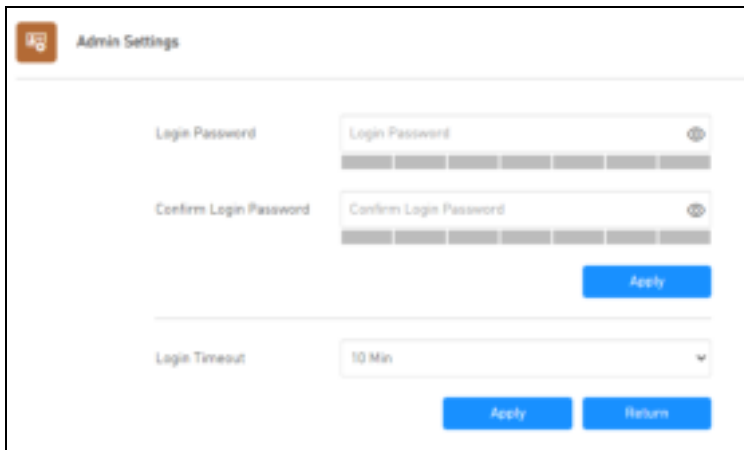 Admin Settings
Login Password Login Password
Confirm Login Password Confirm Login Password
Apply
Login Timeout 10 Min
Apply Return